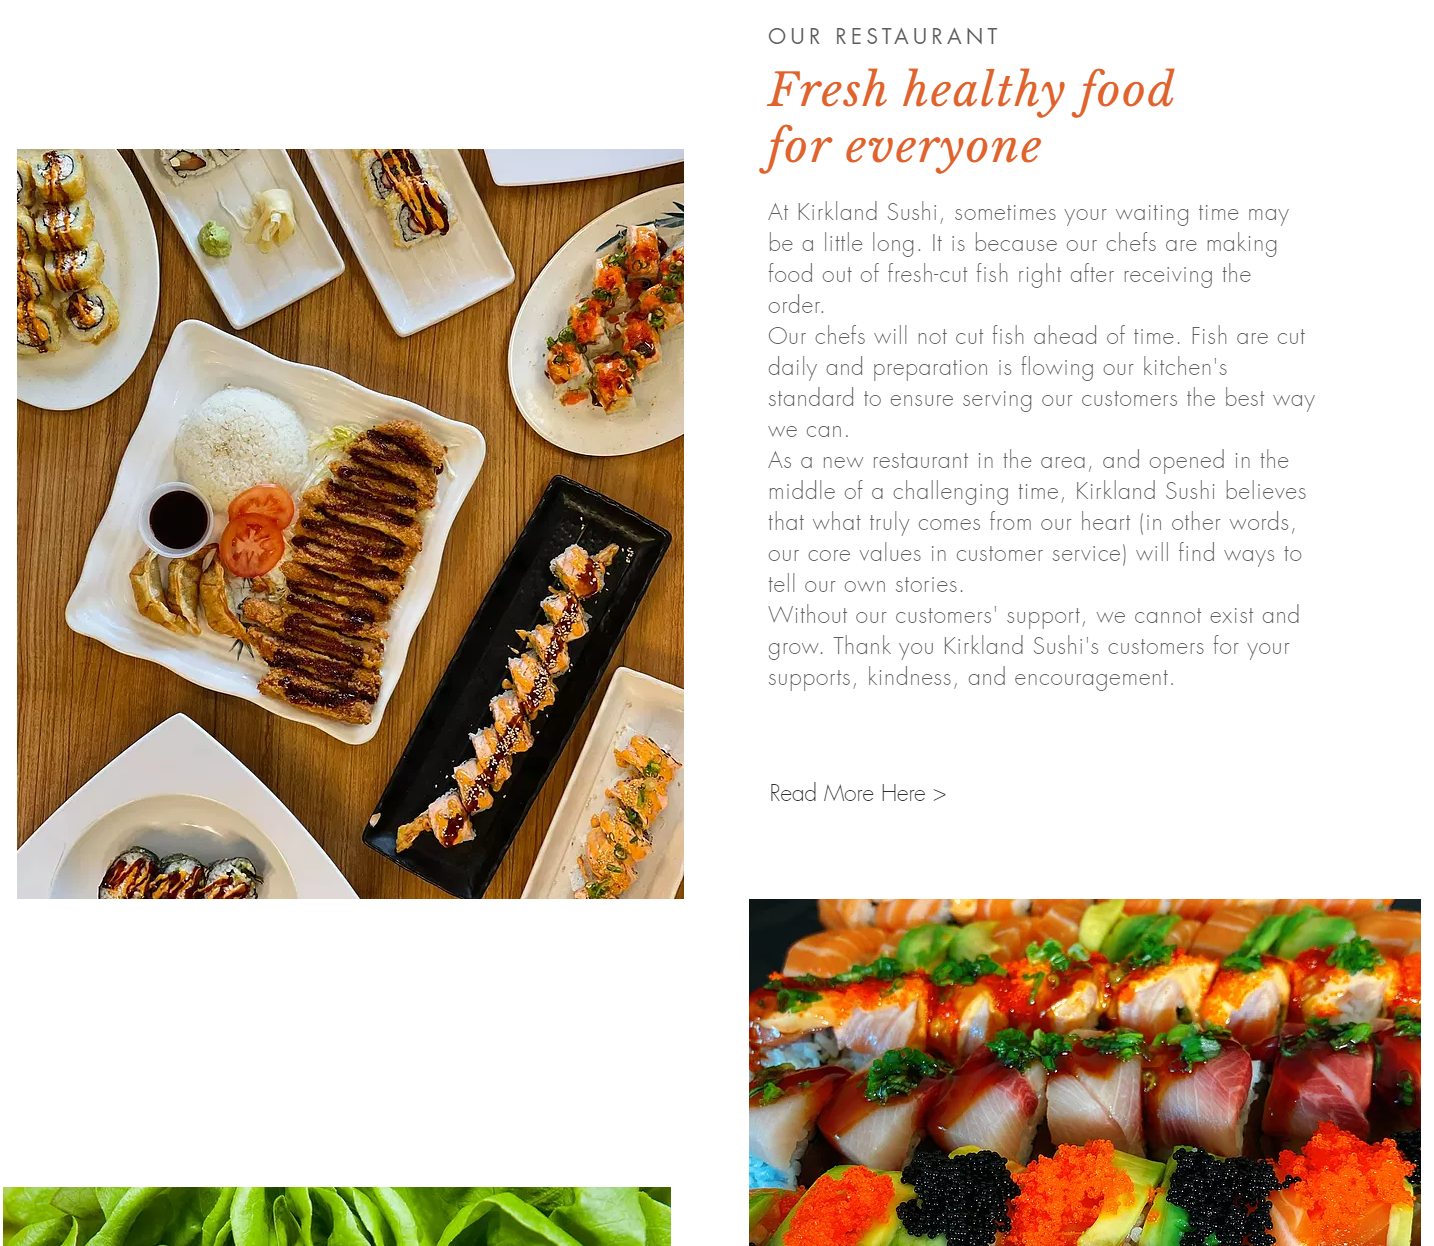 OUR RESTAURANT
Fresh healthy food
for everyone
At Kirkland Sushi, sometimes your waiting time may
be a little long. It is because our chefs are making
food out of fresh-cut fish right after receiving the
order.
Our chefs will not cut fish ahead of time. Fish are cut
daily and preparation is flowing our kitchen's
standard to ensure serving our customers the best way
we can.
As a new restaurant in the area, and opened in the
middle of a challenging time, Kirkland Sushi believes
that what truly comes from our heart (in other words,
our core values in customer service) will find ways to
tell our own stories.
Without our customers' support, we cannot exist and
grow. Thank you Kirkland Sushi's customers for your
supports, kindness, and encouragement.
Read More Here >